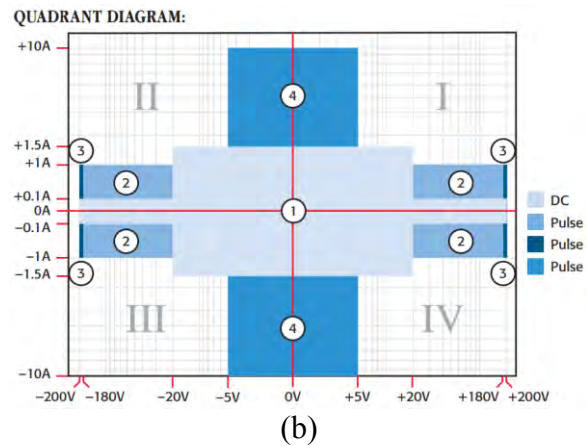 QUADRANT DIAGRAM:
+10A
II
4
I
+1.5A
3
3
+1A
2
2
+0.1A
DC
0A
1
Pulse
-0.1A
Pulse
2
2
Pulse
-1A
-1.5A
3
3
III
4
IV
-10A
-200V -180V -20V -5V 0V +5V +20V +180V +200V
(b)